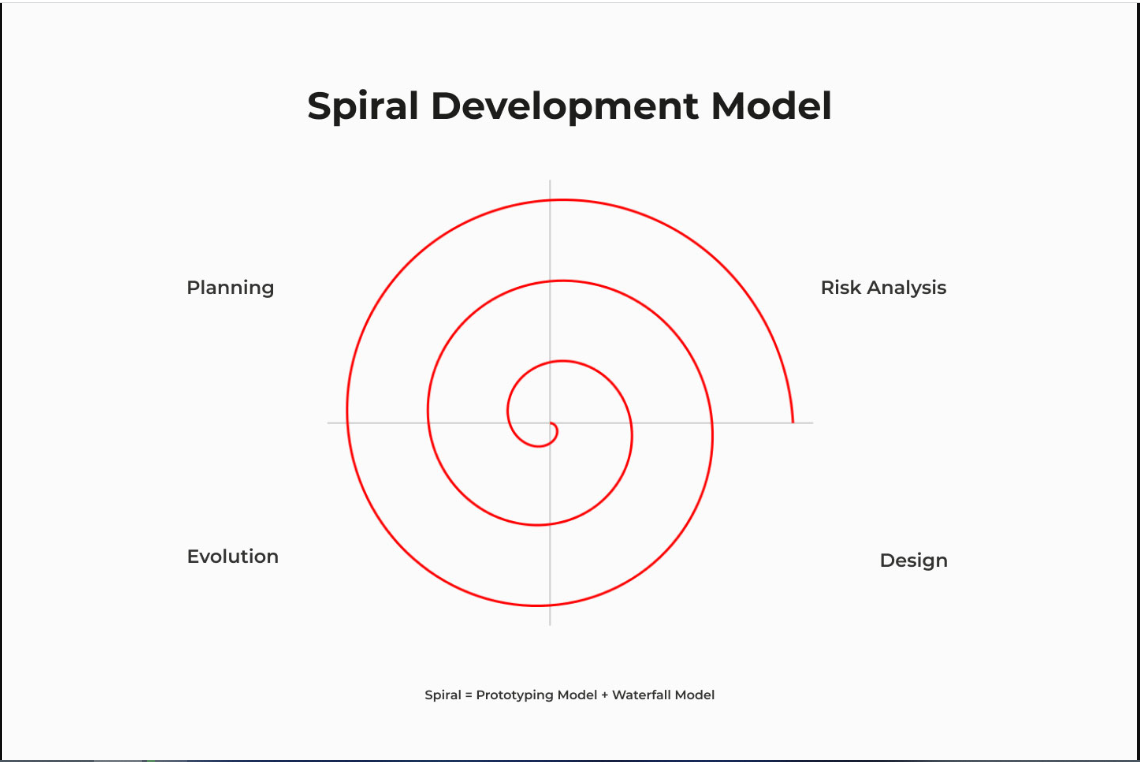 Spiral Development Model
Planning
Risk Analysis
Evolution
Design
Spiral = Prototyping Model + Waterfall Model